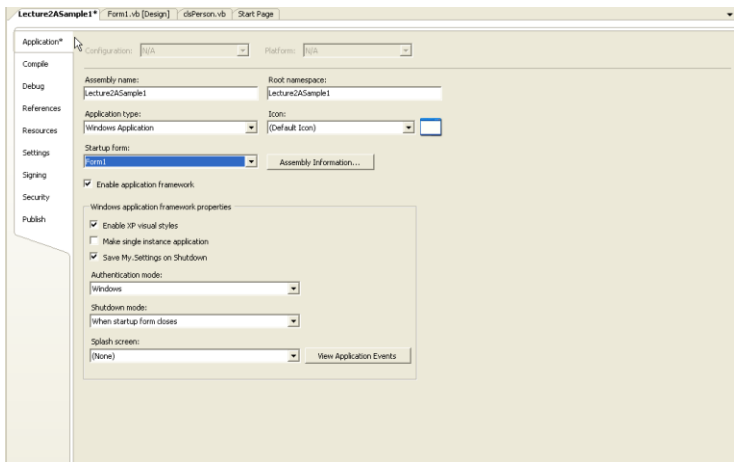 Lecture2ASample1* Form1.vb [Design] clsPerson.vb Start Page
Application*
Compile
Debug
References
Resources
Settings
Signing
Security
Publish
Configuration: N/A Platform: N/A
Assembly name: Root namespace:
Lecture2ASample1 Lecture2ASample1
Application type: Icon:
Windows Application (Default Icon)
Startup form:
Form1 Assembly Information...
Enable application framework
Windows application framework properties
Enable XP visual styles
Make single instance application
Save My.Settings on Shutdown
Authentication mode:
Windows
Shutdown mode:
When startup form closes
Splash screen:
(None) View Application Events